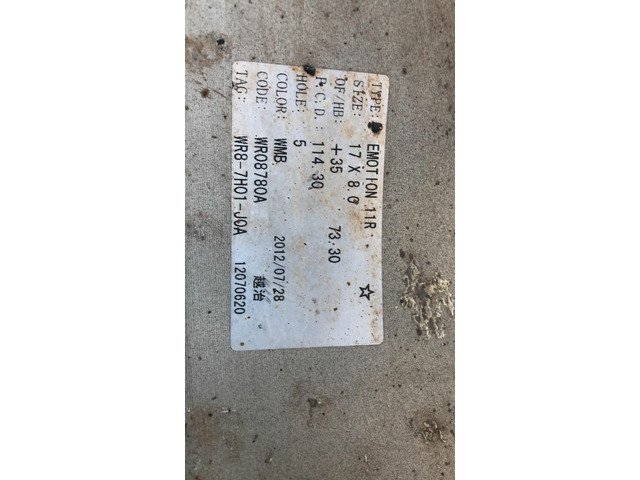 TYPE: EMOTION 11R
SIZE: 17 X 8.0 ☆
OF/HB: +35 73.30
P.C.D.: 114.30
HOLE: 5
COLOR: WMB 2012/07/28
CODE: WR08780A 越治
TAG: WR8-7H01-J0A 12070620